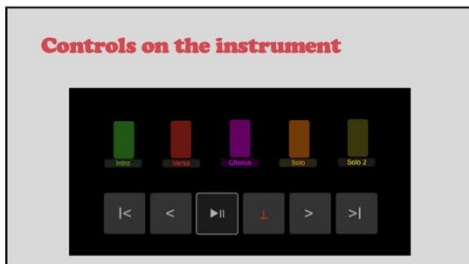 Controls on the instrument
Intro Verse Chorus Solo Solo 2
|< < ▶II ⊥ > >|